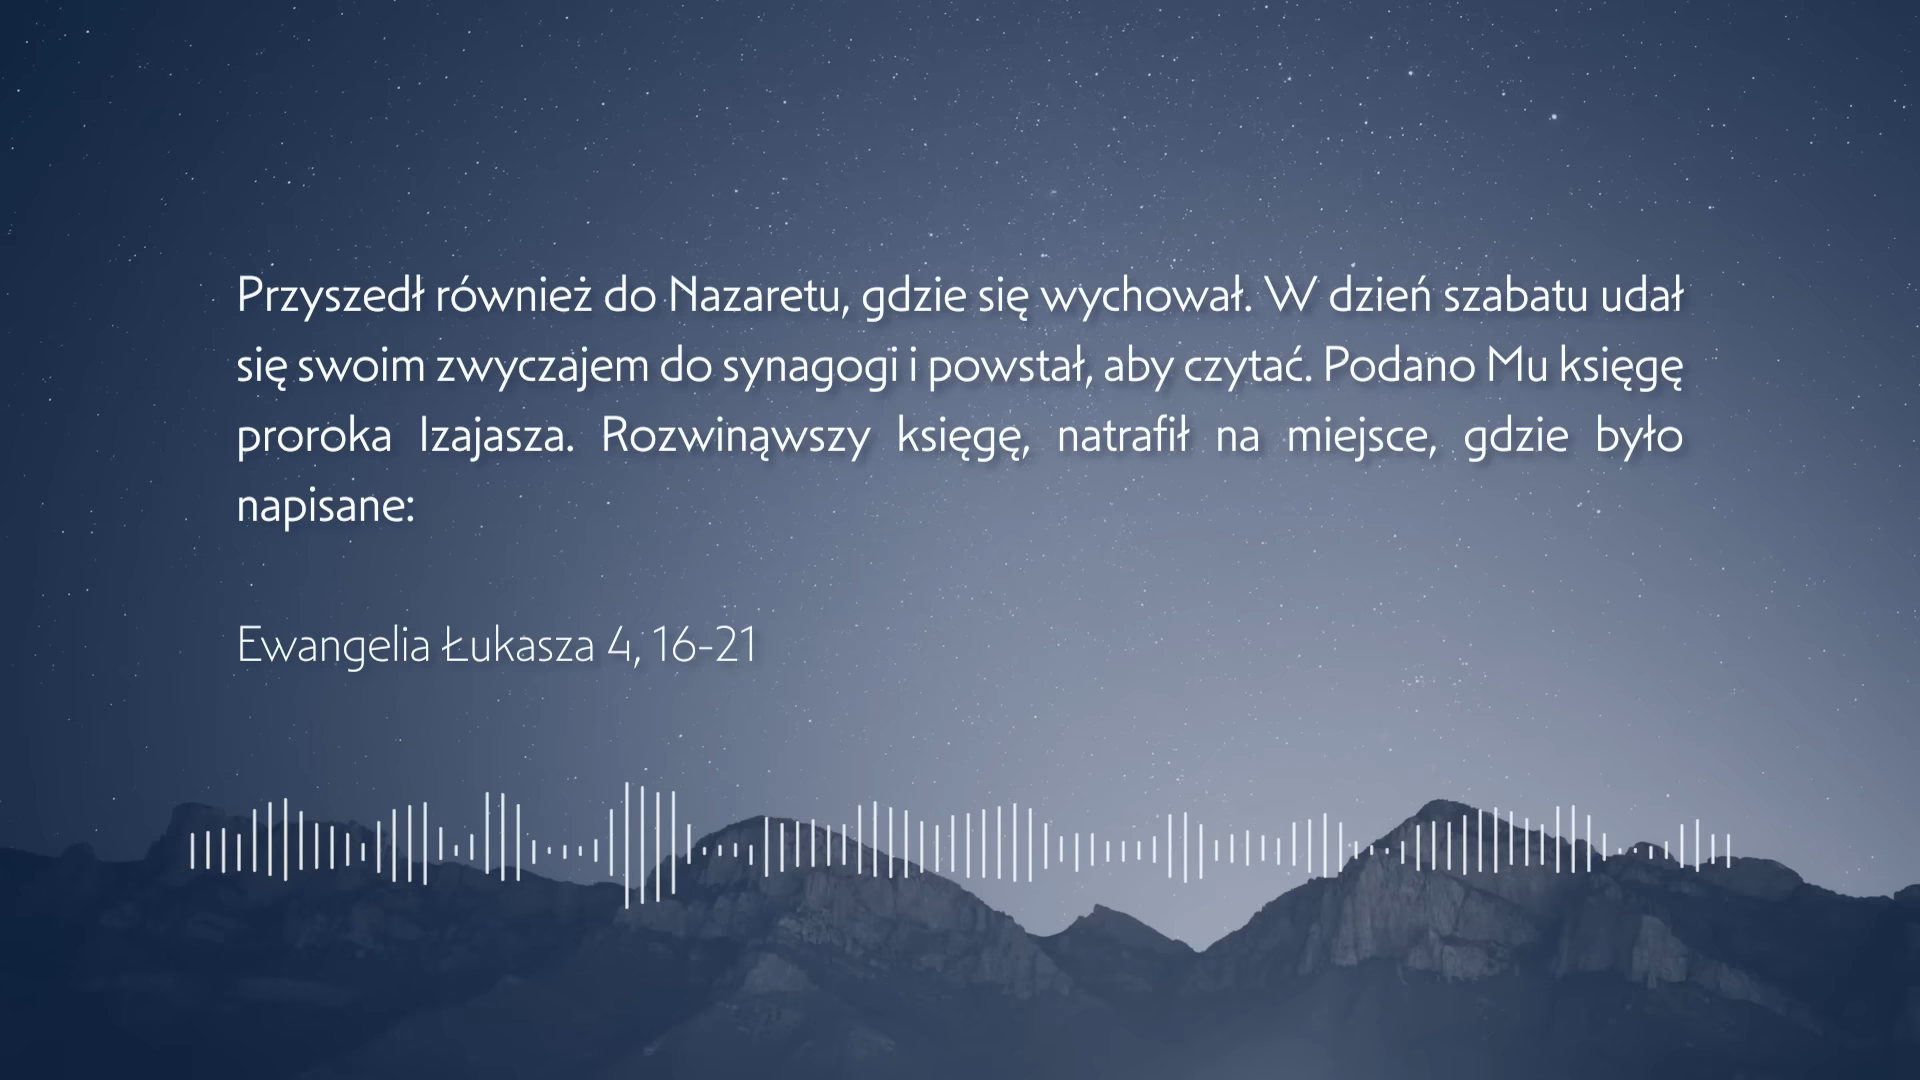 Przyszedł również do Nazaretu, gdzie się wychował. W dzień szabatu udał
się swoim zwyczajem do synagogi i powstał, aby czytać. Podano Mu księgę
proroka Izajasza. Rozwinąwszy księgę, natrafił na miejsce, gdzie było
napisane:
Ewangelia Łukasza 4, 16-21